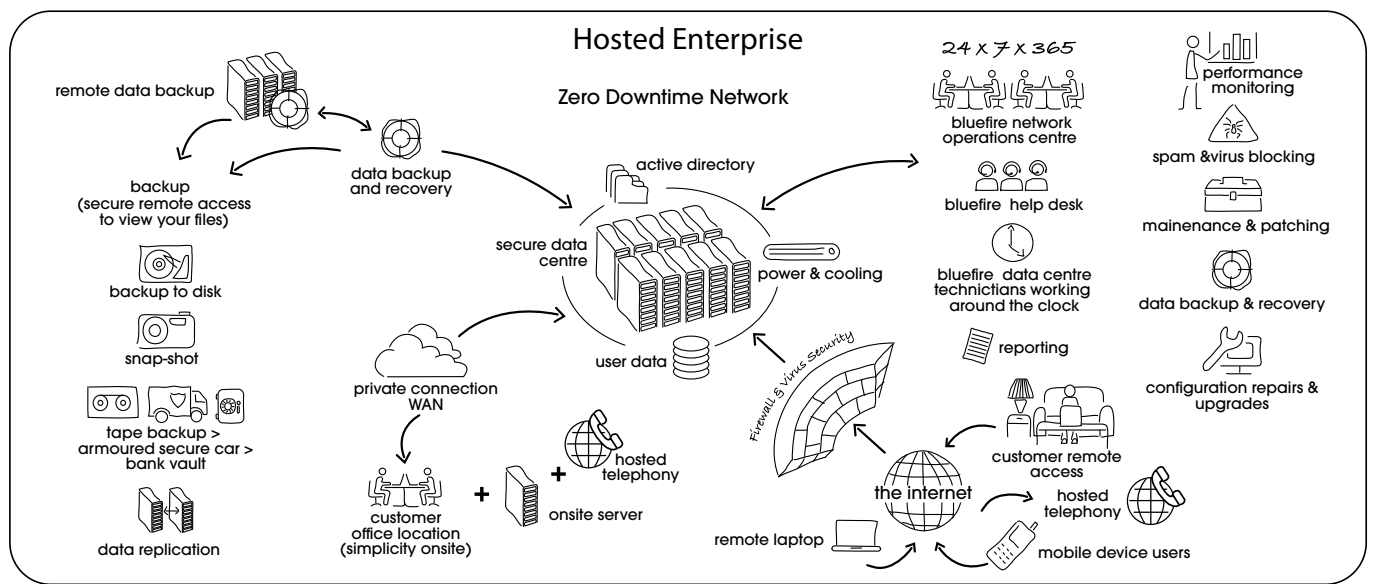 Hosted Enterprise
Zero Downtime Network
remote data backup
data backup
and recovery
backup
(secure remote access
to view your files)
backup to disk
snap-shot
tape backup >
armoured secure car >
bank vault
data replication
active directory
secure data
centre
power & cooling
user data
private connection
WAN
customer
office location
(simplicity onsite)
+
onsite server
+
hosted
telephony
Firewall & Virus Security
the internet
remote laptop
mobile device users
hosted
telephony
customer remote
access
24 x 7 x 365
bluefire network
operations centre
bluefire help desk
bluefire data centre
technictians working
around the clock
reporting
performance
monitoring
spam &virus blocking
mainenance & patching
data backup & recovery
configuration repairs &
upgrades